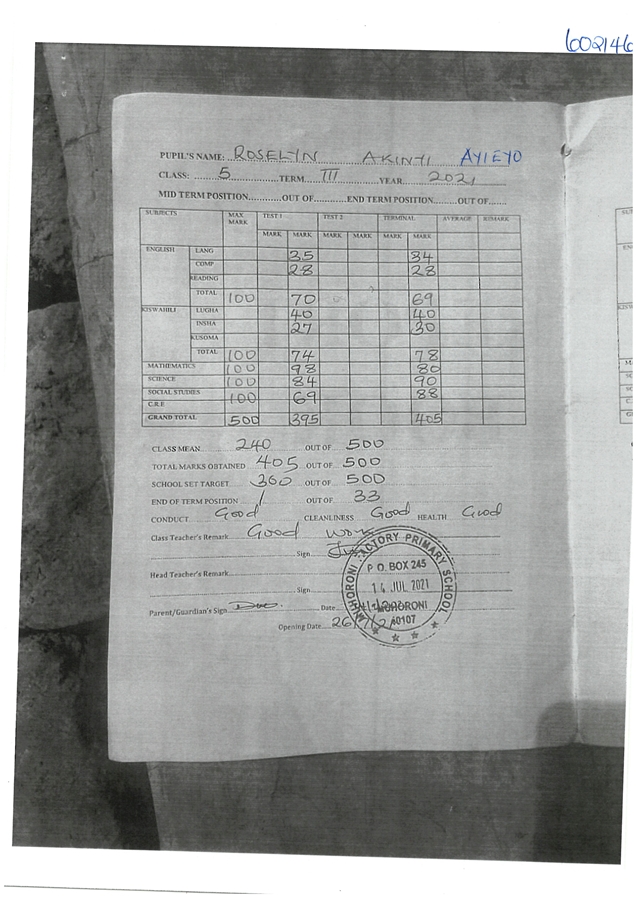 602146
PUPIL'S NAME: ROSELYN AKINYI AYIEYO
CLASS: 5 TERM III YEAR 2021
MID TERM POSITION OUT OF END TERM POSITION OUT OF
SUBJECTS MAX MARK TEST 1 TEST 2 TERMINAL AVERAGE REMARK
MARK MARK MARK MARK MARK MARK
ENGLISH LANG 35 34
COMP 28 28
READING
TOTAL 100 70 69
KISWAHILI LUGHA 40 40
INSHA 27 30
KUSOMA
TOTAL 100 74 78
MATHEMATICS 100 98 80
SCIENCE 100 84 90
SOCIAL STUDIES 100 69 88
C.R.E
GRAND TOTAL 500 395 405
CLASS MEAN 240 OUT OF 500
TOTAL MARKS OBTAINED 405 OUT OF 500
SCHOOL SET TARGET 360 OUT OF 500
END OF TERM POSITION 1 OUT OF 33
CONDUCT Good CLEANLINESS Good HEALTH Good
Class Teacher's Remark Good Work
Sign
Head Teacher's Remark
Sign
Parent/Guardian's Sign Date
Opening Date 26/7/21
FACTORY PRIMARY SCHOOL
P O. BOX 245
14 JUL 2021
MUHORONI
40107